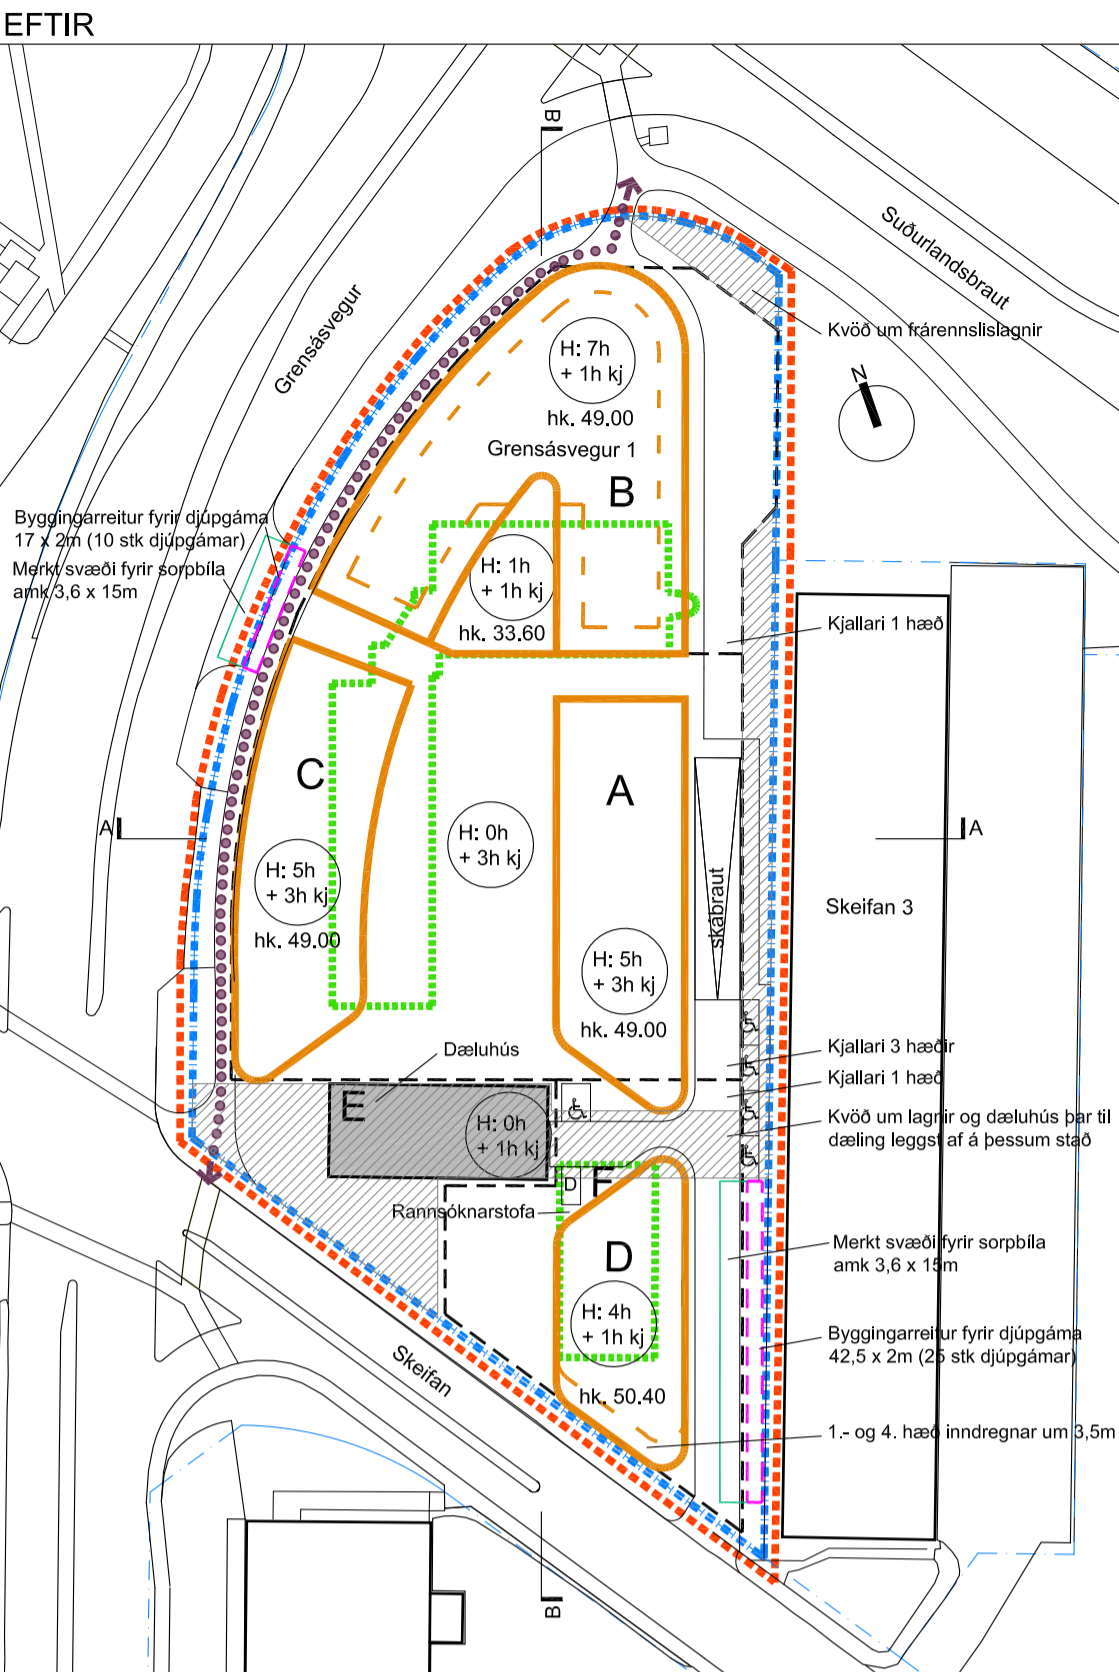 EFTIR
B
Suðurlandsbraut
Grensásvegur
Kvöð um frárennslislagnir
N
H: 7h
+ 1h kj
hk. 49.00
Grensásvegur 1
B
Byggingarreitur fyrir djúpgáma
17 x 2m (10 stk djúpgámar)
Merkt svæði fyrir sorpbíla
amk 3,6 x 15m
H: 1h
+ 1h kj
hk. 33.60
Kjallari 1 hæð
C
A
H: 0h
+ 3h kj
A
A
H: 5h
+ 3h kj
hk. 49.00
skábraut
Skeifan 3
H: 5h
+ 3h kj
hk. 49.00
Dæluhús
Kjallari 3 hæðir
Kjallari 1 hæð
E
H: 0h
+ 1h kj
Kvöð um lagnir og dæluhús þar til
dæling leggst af á þessum stað
D
F
Rannsóknarstofa
D
Merkt svæði fyrir sorpbíla
amk 3,6 x 15m
H: 4h
+ 1h kj
hk. 50.40
Byggingarreitur fyrir djúpgáma
42,5 x 2m (25 stk djúpgámar)
Skeifan
1.- og 4. hæð inndregnar um 3,5m
B